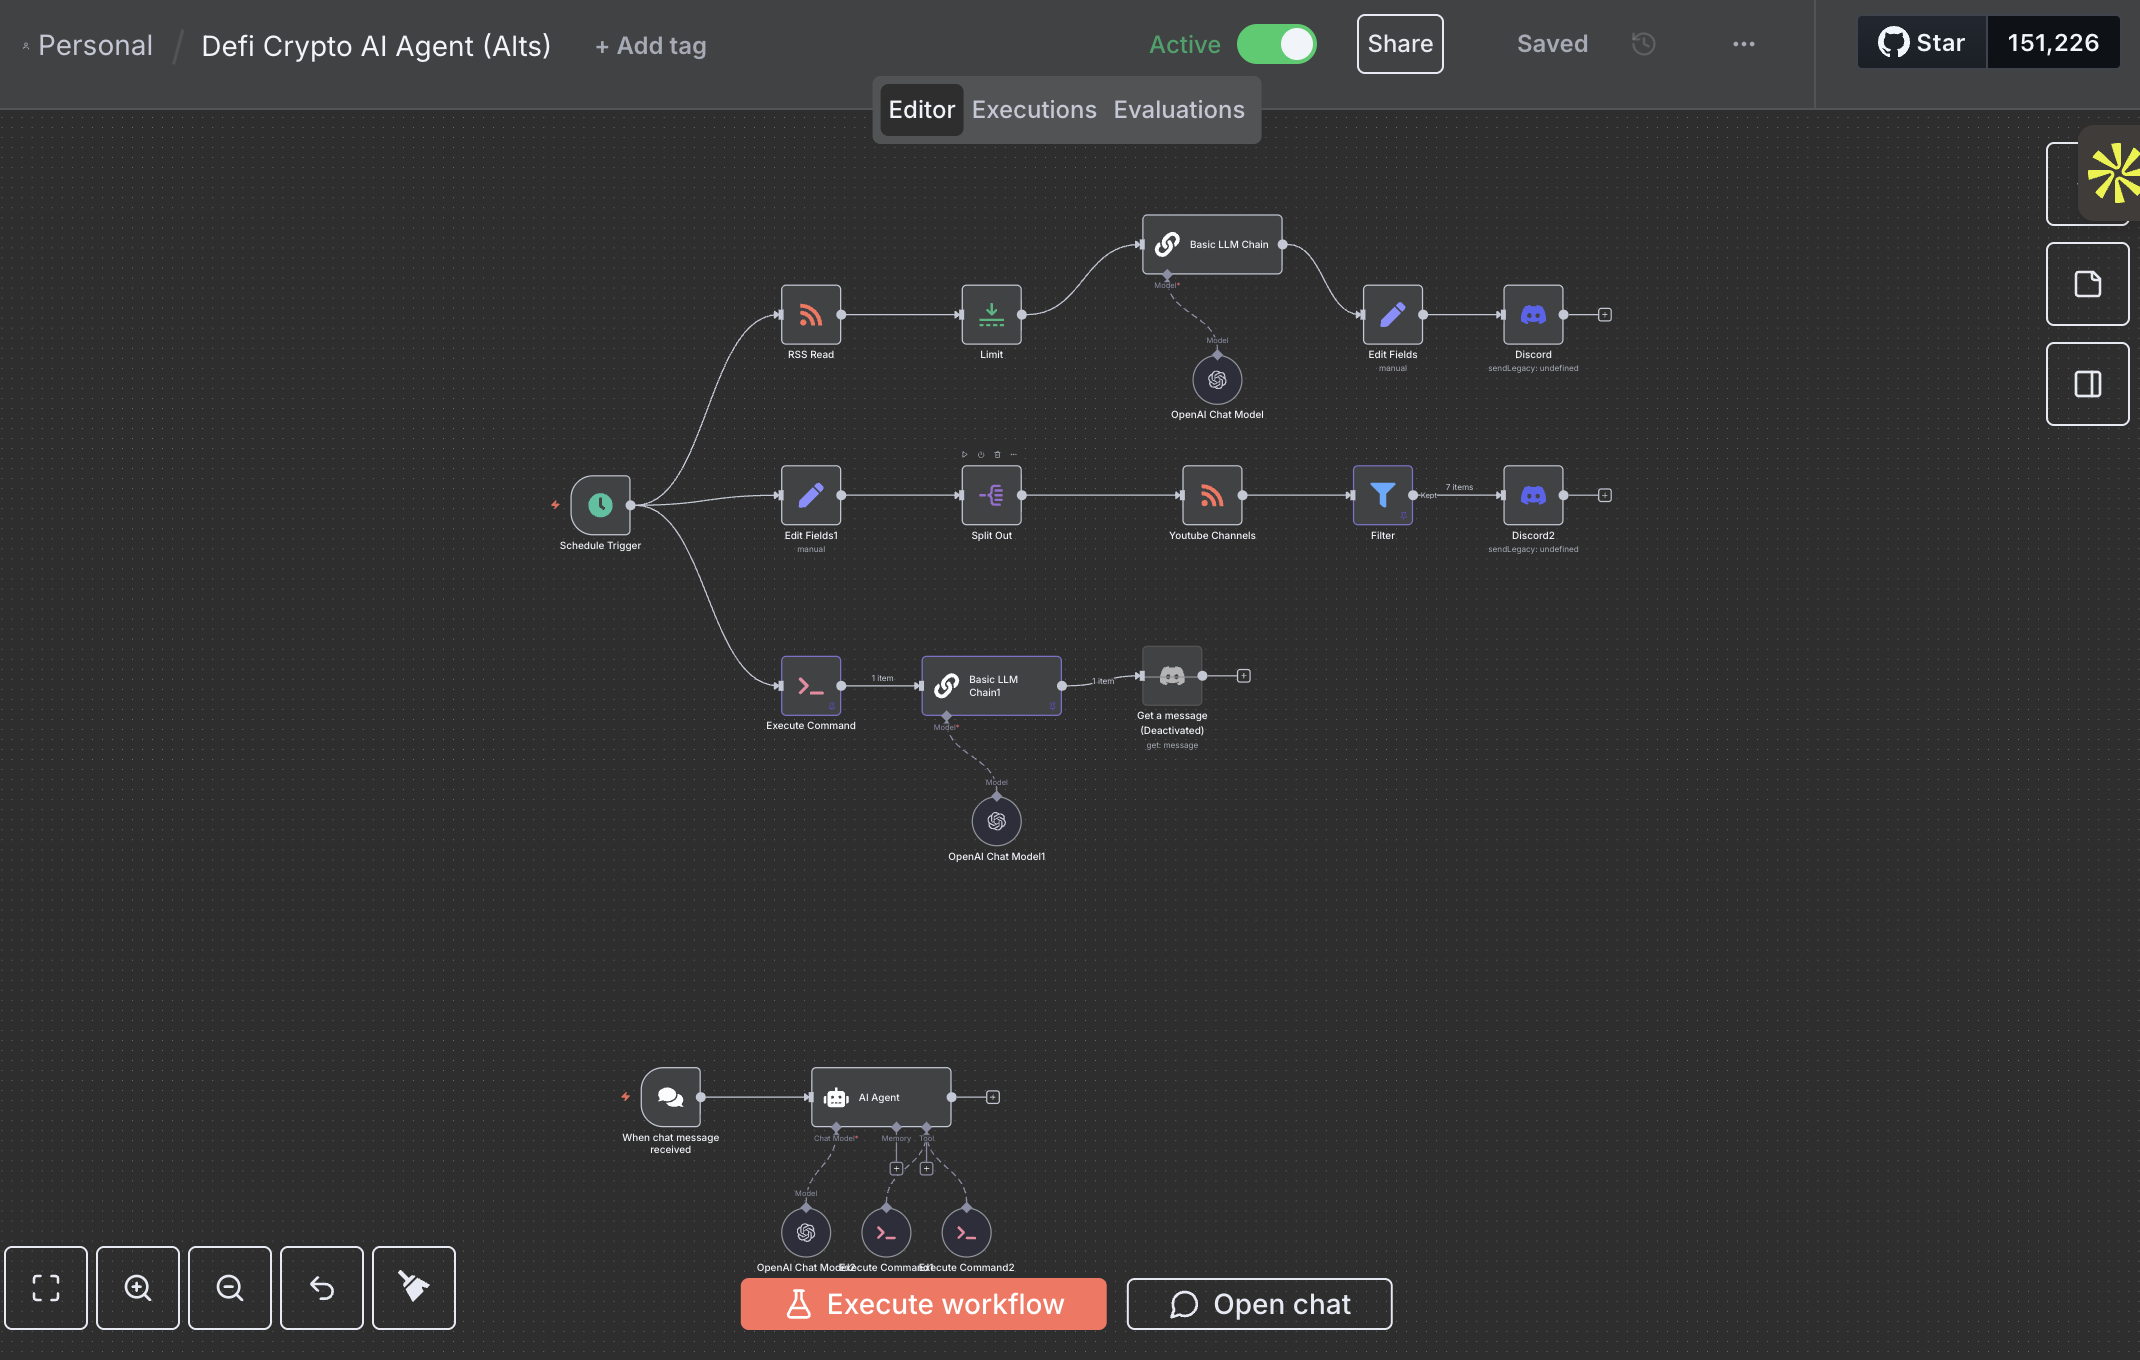 Personal / Defi Crypto AI Agent (Alts) + Add tag
Active
Share
Saved
Star 151,226
Editor Executions Evaluations
Basic LLM Chain
Model*
Model
OpenAI Chat Model
RSS Read
Limit
Edit Fields
manual
Discord
sendLegacy: undefined
Schedule Trigger
Edit Fields1
manual
Split Out
Youtube Channels
Filter
Kept
7 items
Discord2
sendLegacy: undefined
Execute Command
1 item
Basic LLM
Chain1
Model*
Model
OpenAI Chat Model1
1 item
Get a message
(Deactivated)
get: message
When chat message
received
AI Agent
Chat Model*
Memory
Tool
Model
OpenAI Chat Model2
Execute Command1
Execute Command2
Execute workflow
Open chat